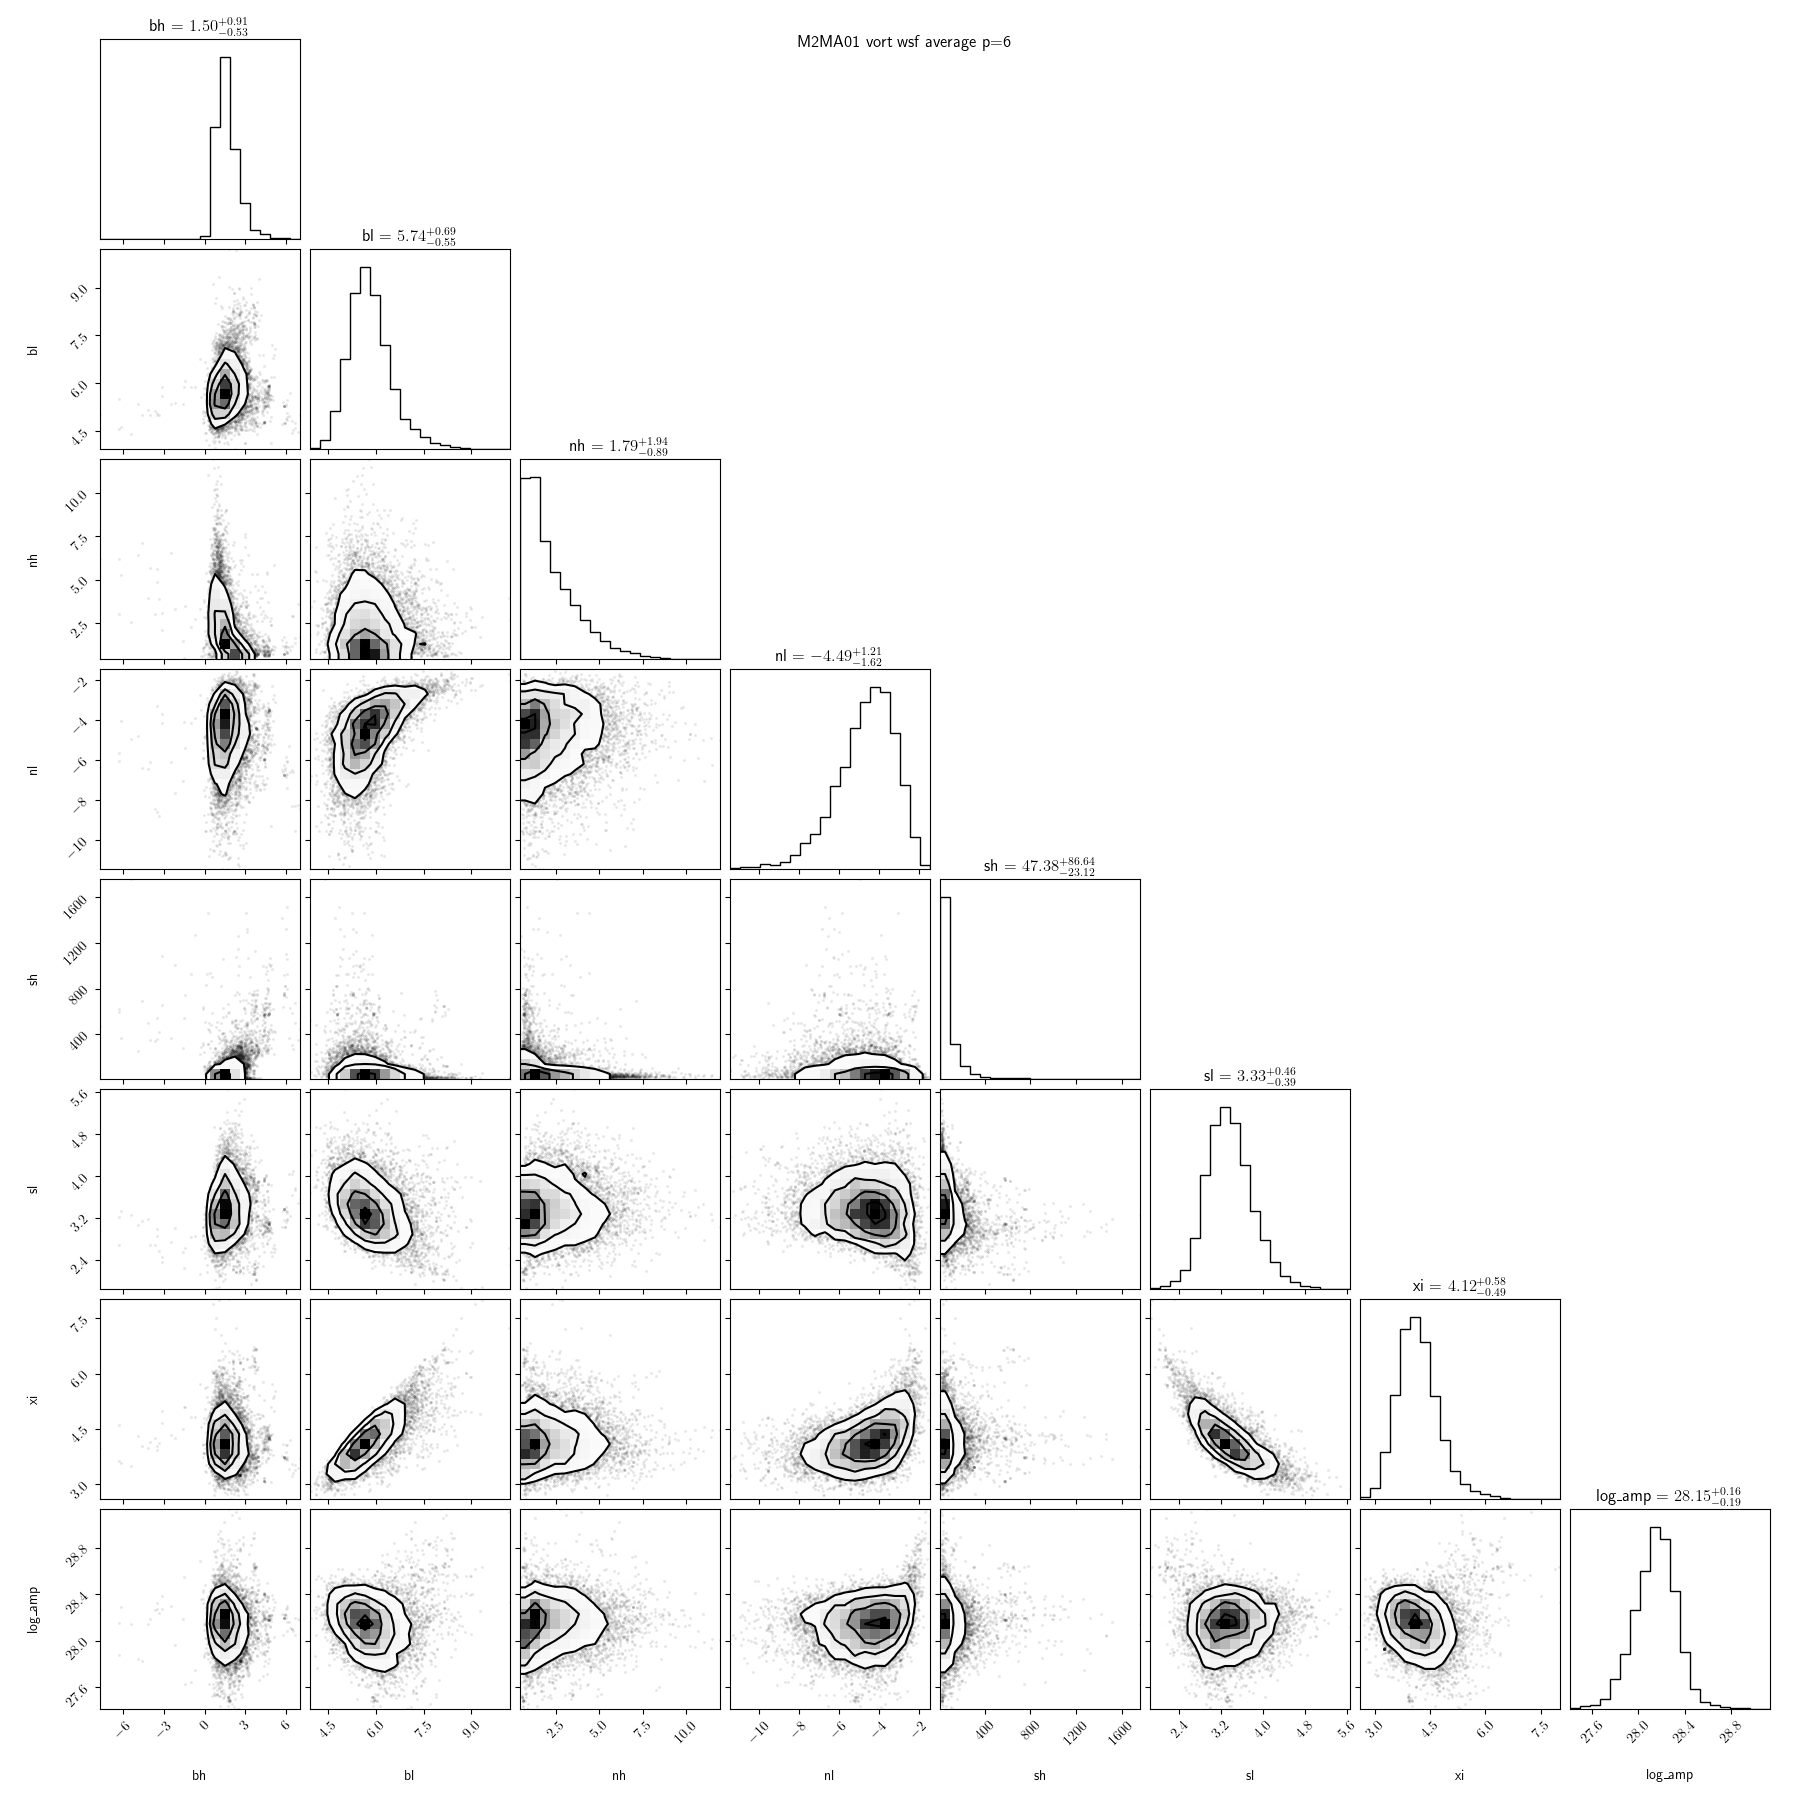 M2MA01 vort wsf average p=6
bh = 1.50+0.91−0.53
bl = 5.74+0.69−0.55
bl
9.0
7.5
6.0
4.5
nh = 1.79+1.94−0.89
nh
10.0
7.5
5.0
2.5
nl = −4.49+1.21−1.62
nl
−2
−4
−6
−8
−10
sh = 47.38+86.64−23.12
sh
1600
1200
800
400
sl = 3.33+0.46−0.39
sl
5.6
4.8
4.0
3.2
2.4
xi = 4.12+0.58−0.49
xi
7.5
6.0
4.5
3.0
log_amp = 28.15+0.16−0.19
log_amp
28.8
28.4
28.0
27.6
−6 −3 0 3 6 4.5 6.0 7.5 9.0 2.5 5.0 7.5 10.0 −10 −8 −6 −4 −2 400 800 1200 1600 2.4 3.2 4.0 4.8 5.6 3.0 4.5 6.0 7.5 27.6 28.0 28.4 28.8
bh bl nh nl sh sl xi log_amp